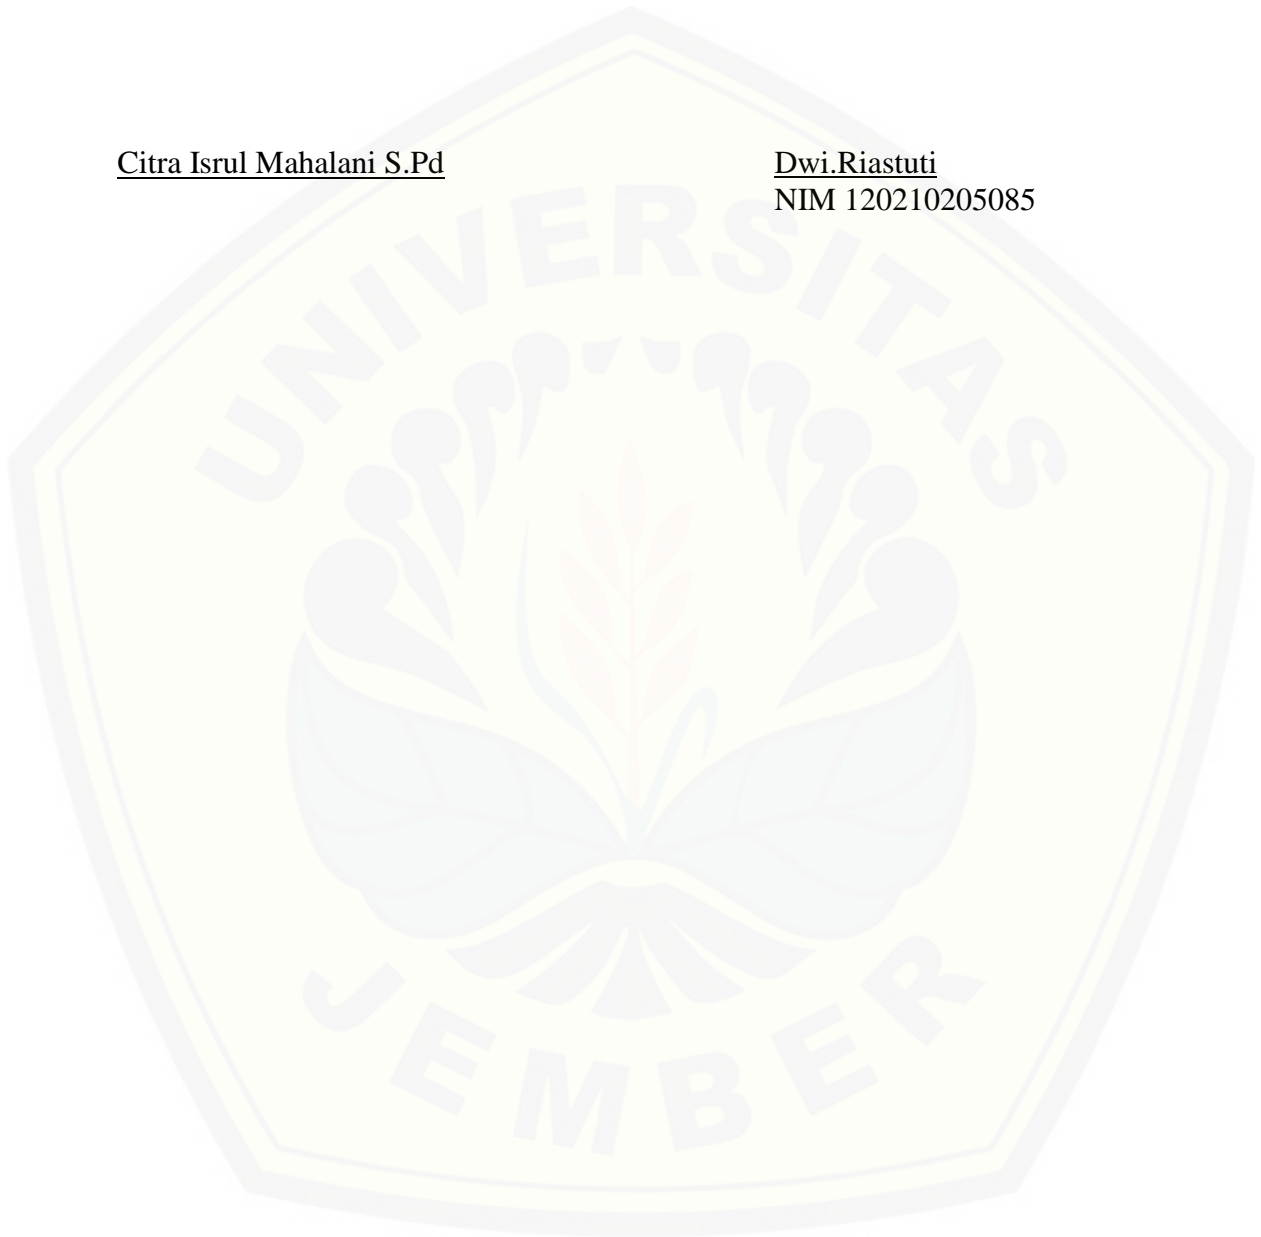 Citra Isrul Mahalani S.Pd
Dwi.Riastuti
NIM 120210205085
UNIVERSITAS
JEMBER